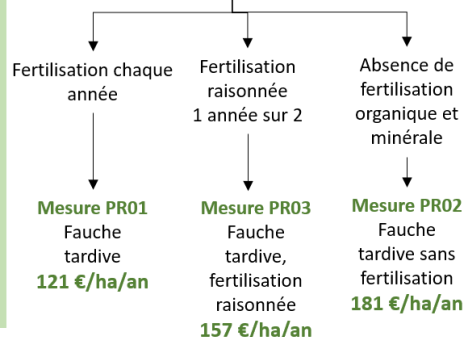 Fertilisation chaque
année
Fertilisation
raisonnée
1 année sur 2
Absence de
fertilisation
organique et
minérale
Mesure PR01
Fauche
tardive
121 €/ha/an
Mesure PR03
Fauche
tardive,
fertilisation
raisonnée
157 €/ha/an
Mesure PR02
Fauche
tardive sans
fertilisation
181 €/ha/an